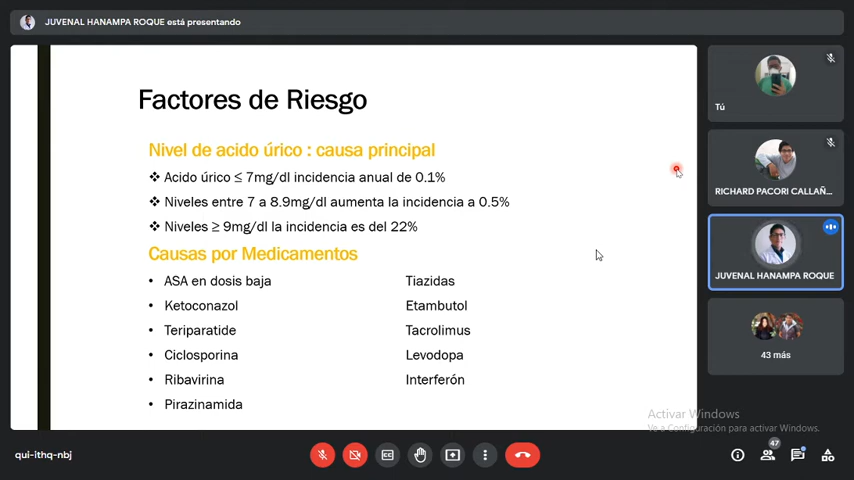 JUVENAL HANAMPA ROQUE está presentando
Factores de Riesgo
Nivel de acido úrico : causa principal
❖ Acido úrico ≤ 7mg/dl incidencia anual de 0.1%
❖ Niveles entre 7 a 8.9mg/dl aumenta la incidencia a 0.5%
❖ Niveles ≥ 9mg/dl la incidencia es del 22%
Causas por Medicamentos
• ASA en dosis baja
• Ketoconazol
• Teriparatide
• Ciclosporina
• Ribavirina
• Pirazinamida
Tiazidas
Etambutol
Tacrolimus
Levodopa
Interferón
Tú
RICHARD PACORI CALLAÑ...
JUVENAL HANAMPA ROQUE
43 más
Activar Windows
Ve a Configuración para activar Windows.
qui-ithq-nbj
CC
47